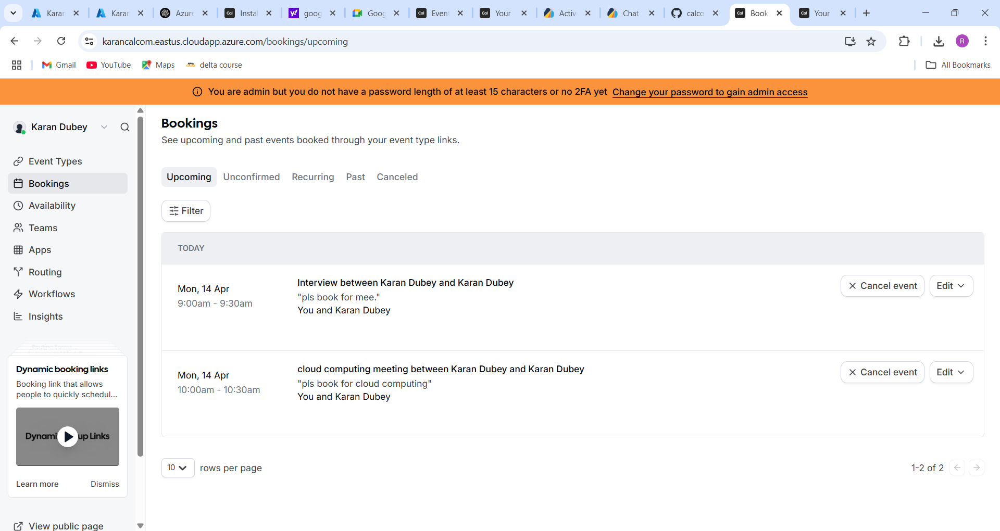 Karan
Karan
Azure
Cal Insta
goog
Goog
Cal Event
Cal Your
Activ
Chat
calco
Cal Book
Cal Your
karancalcom.eastus.cloudapp.azure.com/bookings/upcoming
R
Gmail
YouTube
Maps
delta course
All Bookmarks
You are admin but you do not have a password length of at least 15 characters or no 2FA yet Change your password to gain admin access
Karan Dubey
Event Types
Bookings
Availability
Teams
Apps
Routing
Workflows
Insights
Dynamic booking links
Booking link that allows
people to quickly schedul...
Dynami up Links
Learn more
Dismiss
View public page
Bookings
See upcoming and past events booked through your event type links.
Upcoming
Unconfirmed
Recurring
Past
Canceled
Filter
TODAY
Mon, 14 Apr
9:00am - 9:30am
Interview between Karan Dubey and Karan Dubey
"pls book for mee."
You and Karan Dubey
Cancel event
Edit
Mon, 14 Apr
10:00am - 10:30am
cloud computing meeting between Karan Dubey and Karan Dubey
"pls book for cloud computing"
You and Karan Dubey
Cancel event
Edit
10 rows per page
1-2 of 2